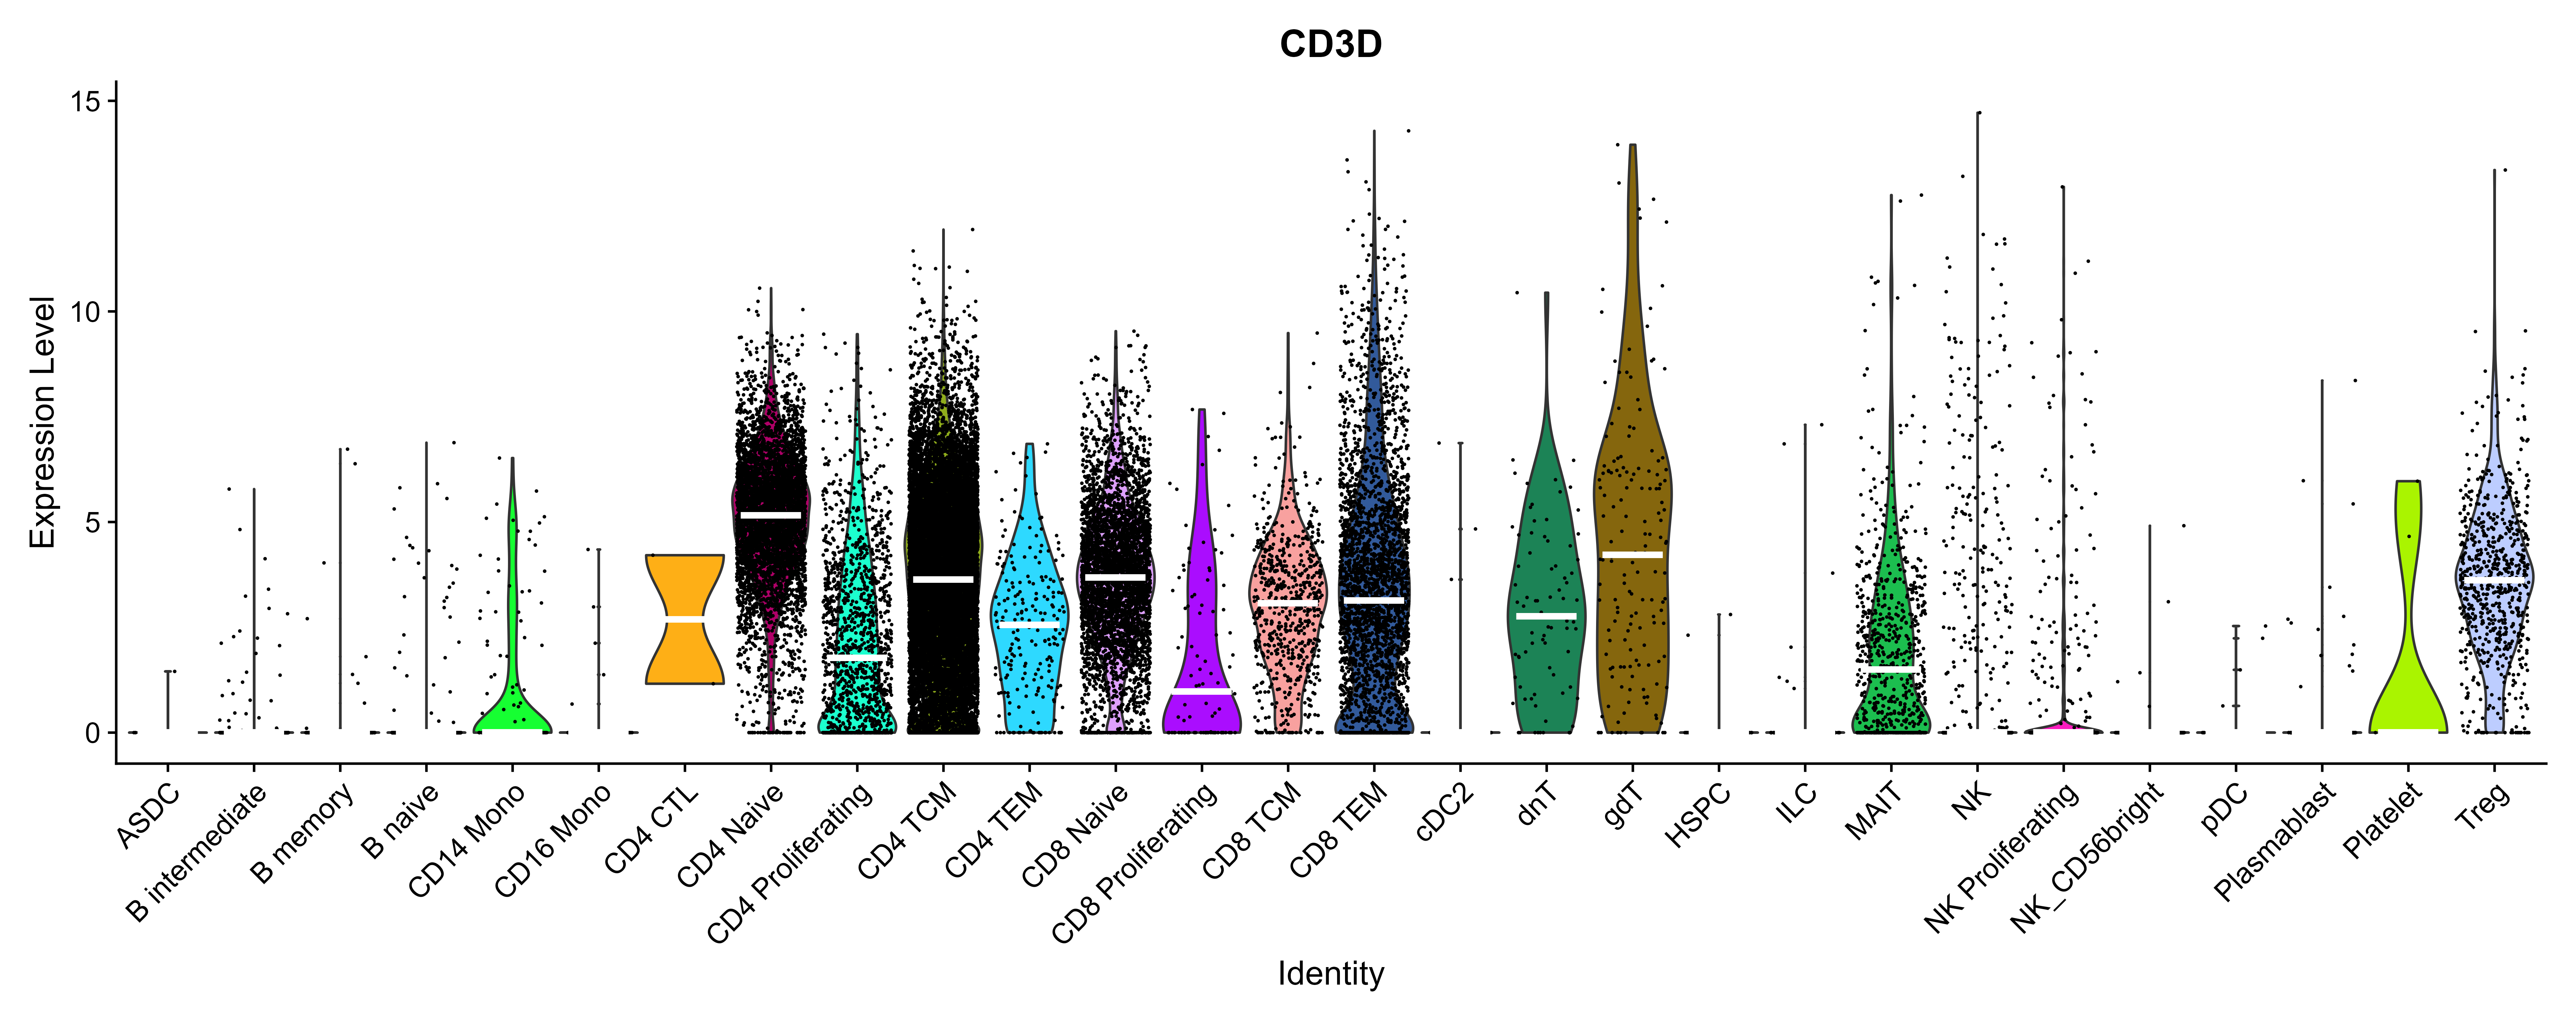 CD3D
Expression Level
15
10
5
0
ASDC
B intermediate
B memory
B naive
CD14 Mono
CD16 Mono
CD4 CTL
CD4 Naive
CD4 Proliferating
CD4 TCM
CD4 TEM
CD8 Naive
CD8 Proliferating
CD8 TCM
CD8 TEM
cDC2
dnT
gdT
HSPC
ILC
MAIT
NK
NK Proliferating
NK_CD56bright
pDC
Plasmablast
Platelet
Treg
Identity